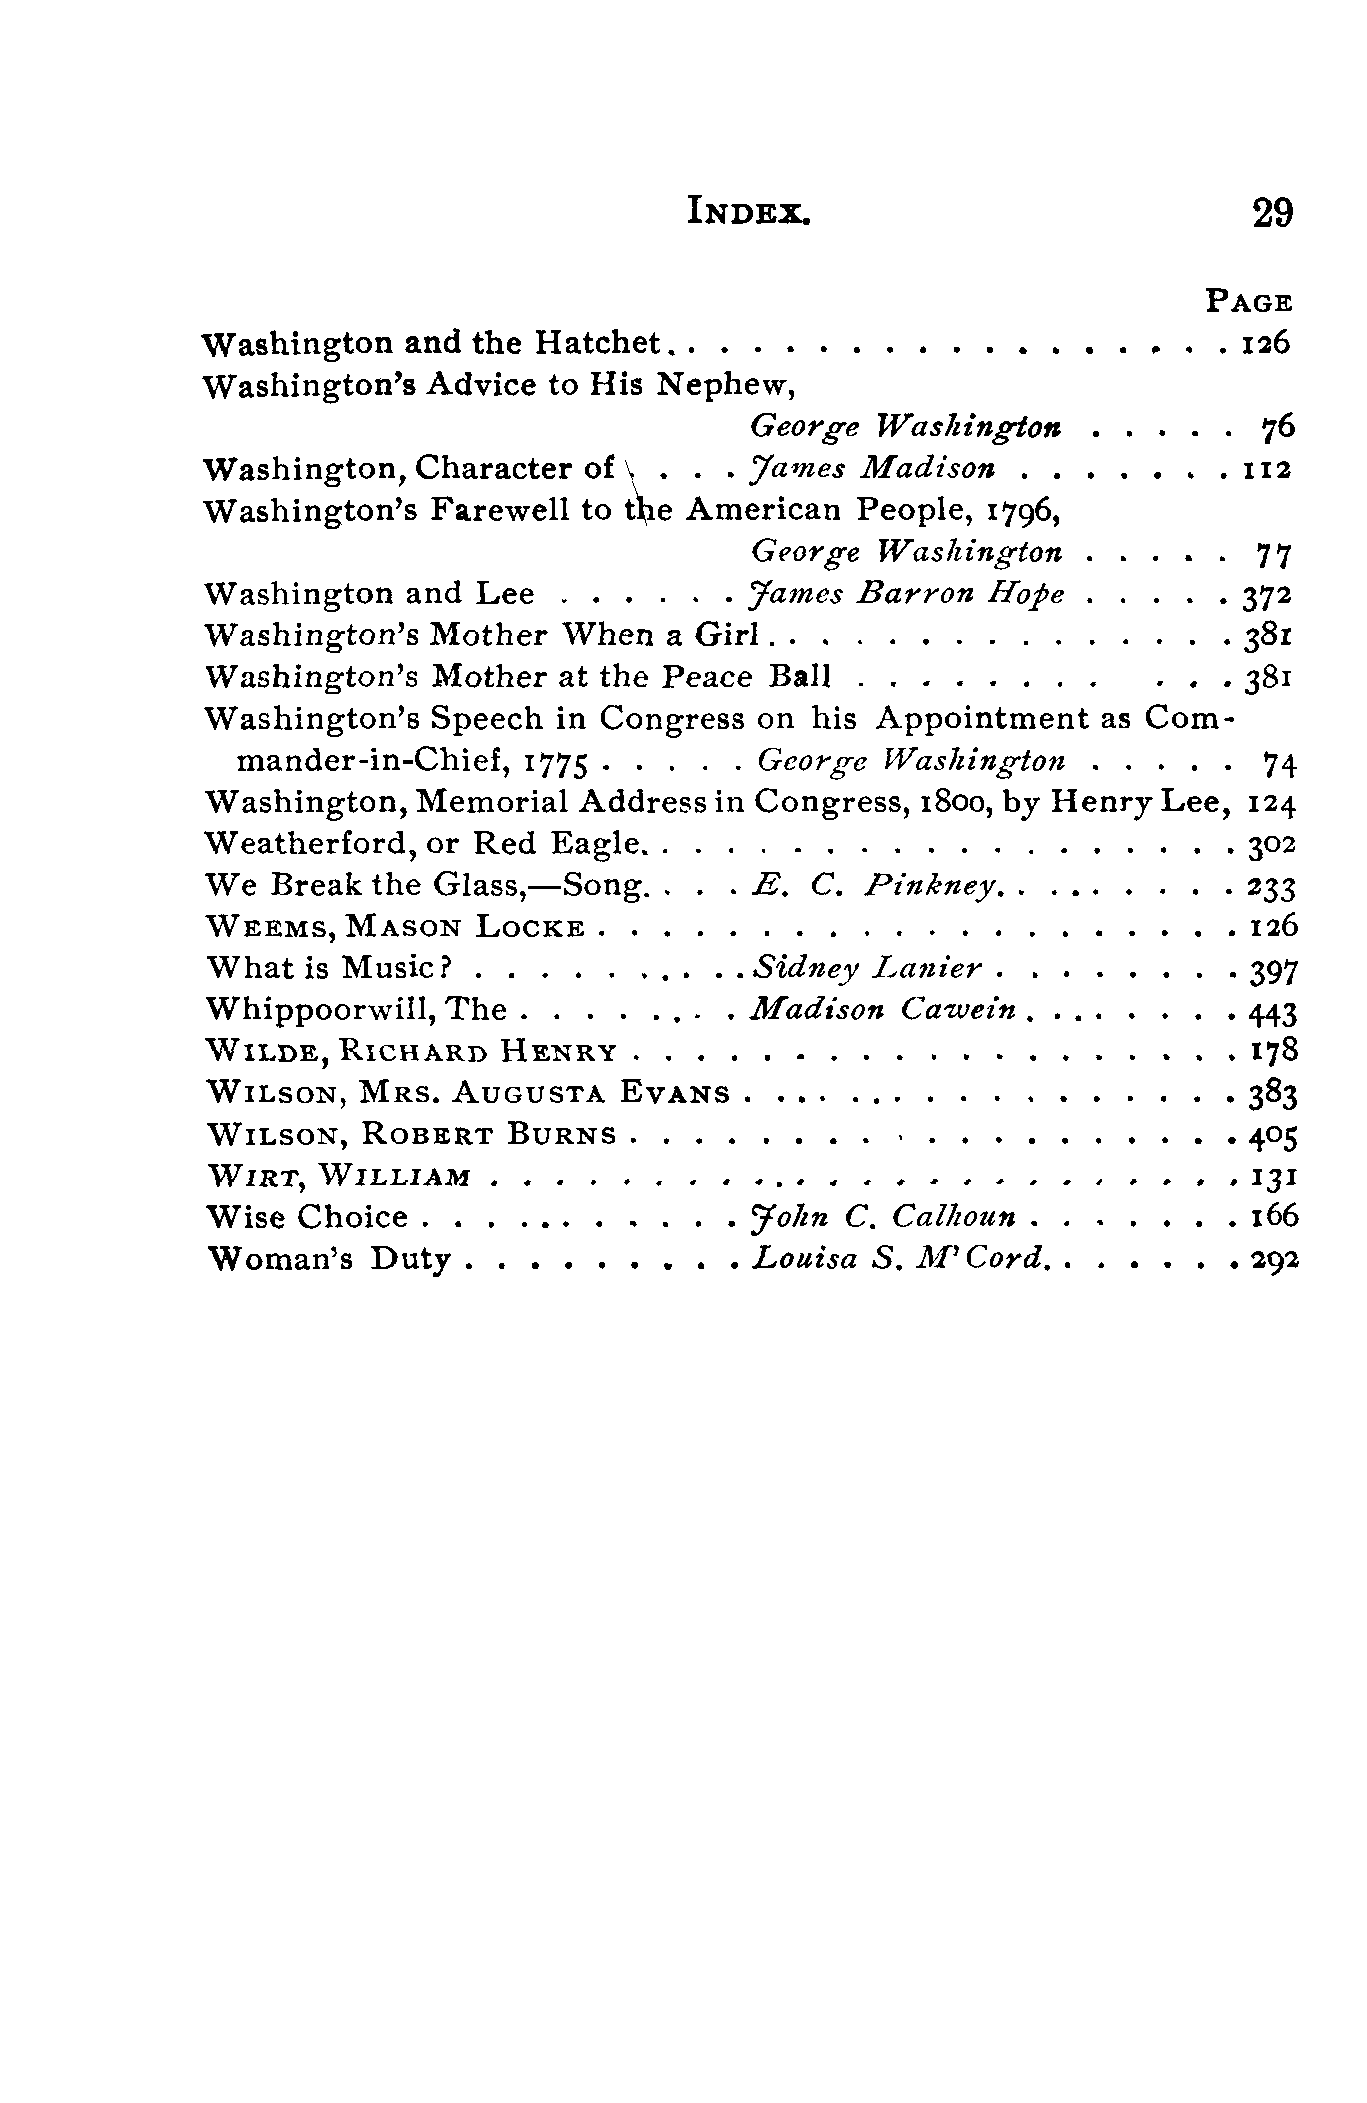 INDEX. 29
PAGE
Washington and the Hatchet. . . . . . . . . . . . . . . . . . 126
Washington's Advice to His Nephew,
George Washington . . . . . 76
Washington, Character of . . . . James Madison . . . . . . . 112
Washington's Farewell to the American People, 1796,
George Washington . . . . . 77
Washington and Lee . . . . . . James Barron Hope . . . . . 372
Washington's Mother When a Girl. . . . . . . . . . . . . . . 381
Washington's Mother at the Peace Ball . . . . . . . . . . . 381
Washington's Speech in Congress on his Appointment as Com-
mander-in-Chief, 1775 . . . . . George Washington . . . . . 74
Washington, Memorial Address in Congress, 1800, by Henry Lee, 124
Weatherford, or Red Eagle. . . . . . . . . . . . . . . . . . . 302
We Break the Glass,—Song. . . . E. C. Pinkney. . . . . . . . . 233
WEEMS, MASON LOCKE . . . . . . . . . . . . . . . . . . . . 126
What is Music? . . . . . . . . . . Sidney Lanier . . . . . . . . 397
Whippoorwill, The . . . . . . . . Madison Cawein . . . . . . . . 443
WILDE, RICHARD HENRY . . . . . . . . . . . . . . . . . . . 178
WILSON, MRS. AUGUSTA EVANS . . . . . . . . . . . . . . . . 383
WILSON, ROBERT BURNS . . . . . . . . . . . . . . . . . . . 405
WIRT, WILLIAM . . . . . . . . . . . . . . . . . . . . . . . . 131
Wise Choice . . . . . . . . . . . John C. Calhoun . . . . . . . 166
Woman's Duty . . . . . . . . . Louisa S. M'Cord. . . . . . . 292